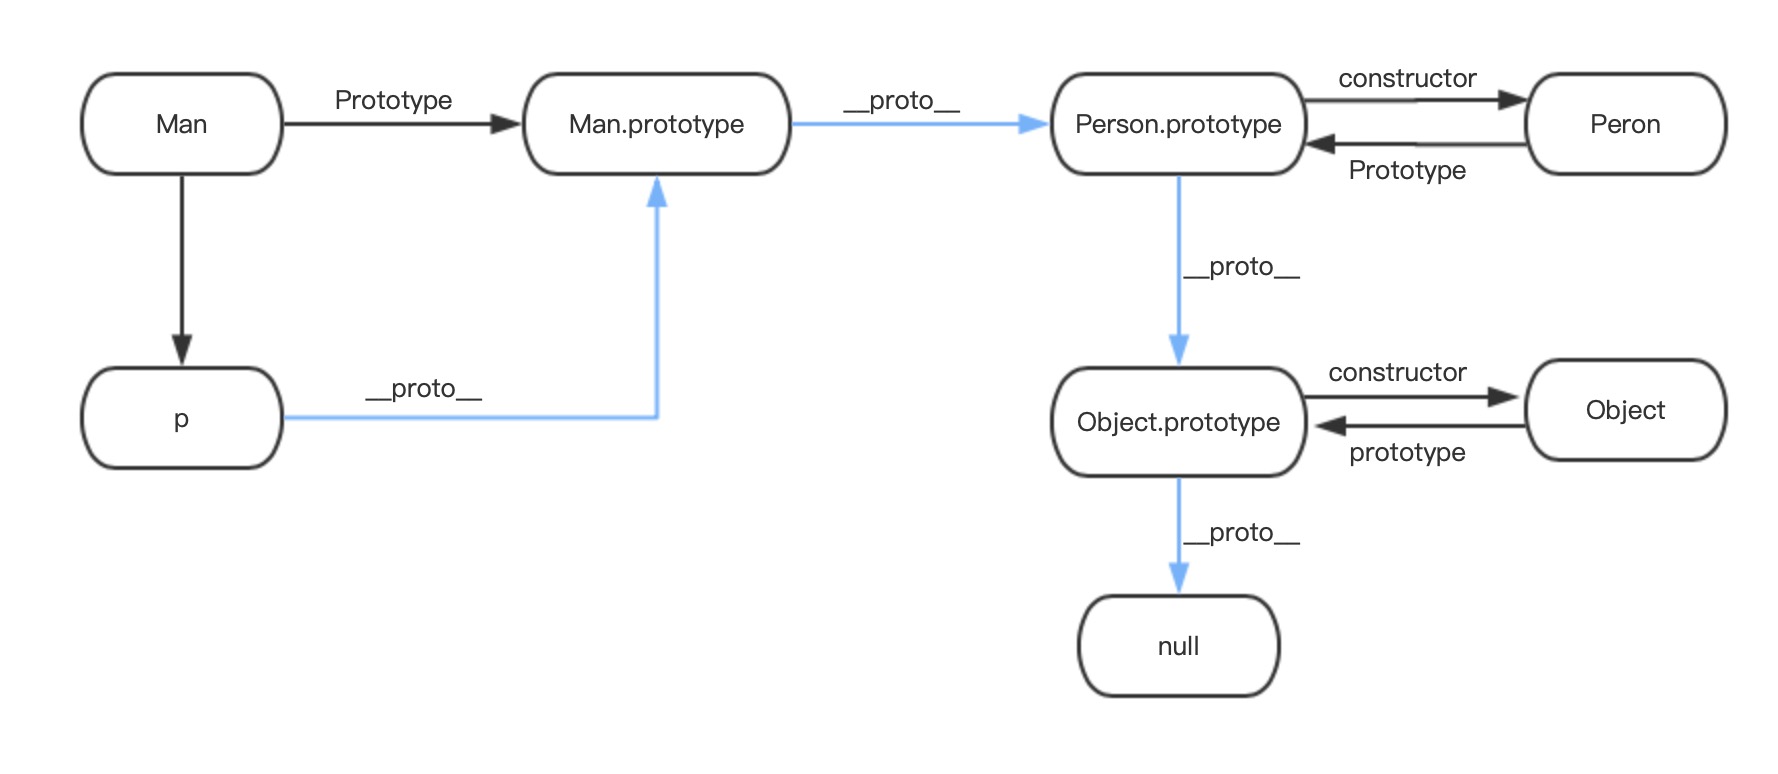 constructor
Prototype
__proto__
Man
Man.prototype
Person.prototype
Peron
Prototype
__proto__
constructor
__proto__
p
Object.prototype
Object
prototype
__proto__
null